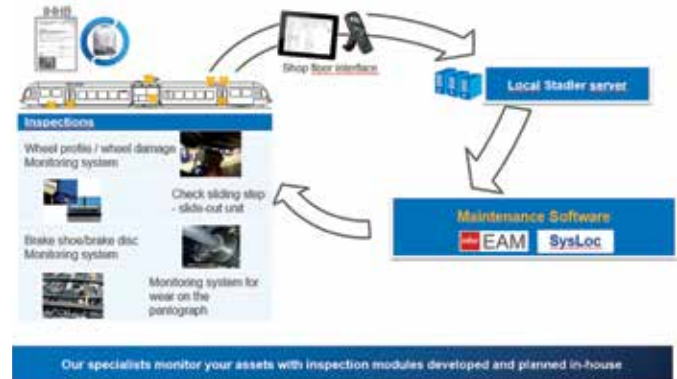 Shop floor interface
Local Stadler server
Inspections
Wheel profile / wheel damage
Monitoring system
Check sliding step
- slide-out unit
Brake shoe/brake disc
Monitoring system
Monitoring system for
wear on the
pantograph
Maintenance Software
EAM
SysLoc
Our specialists monitor your assets with inspection modules developed and planned in-house